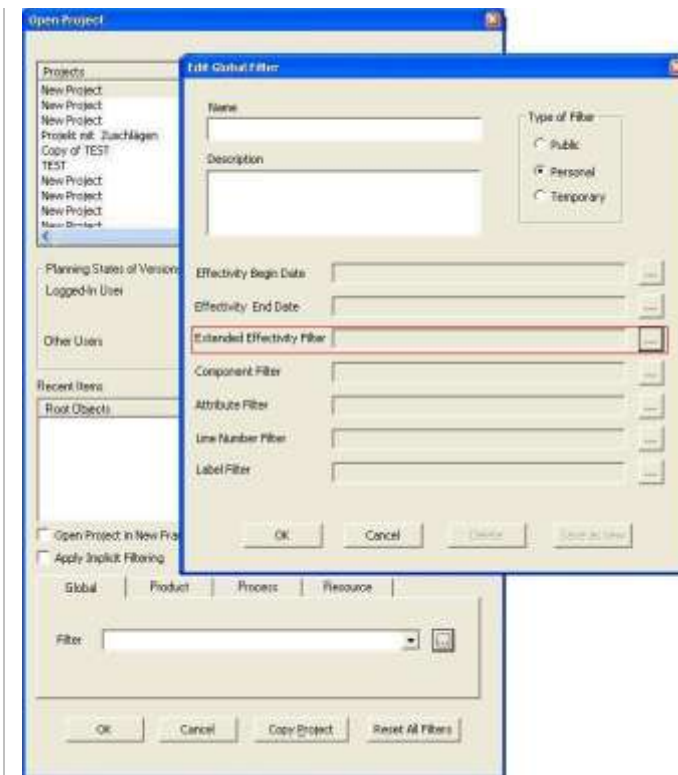 Open Project
Projects
New Project
New Project
New Project
Projekt mit Zuschlägen
Copy of TEST
TEST
New Project
New Project
New Project
New Project
Planning States of Versions
Logged-In User
Other Users
Recent Items
Root Objects
Open Project in New Fra
Apply Implicit Filtering
Global Product Process Resource
Filter ...
OK Cancel Copy Project Reset All Filters
Edit Global Filter
Name
Type of Filter
Public
Description
Personal
Temporary
Effectivity Begin Date ...
Effectivity End Date ...
Extended Effectivity Filter ...
Component Filter ...
Attribute Filter ...
Line Number Filter ...
Label Filter ...
OK Cancel Delete Save as new